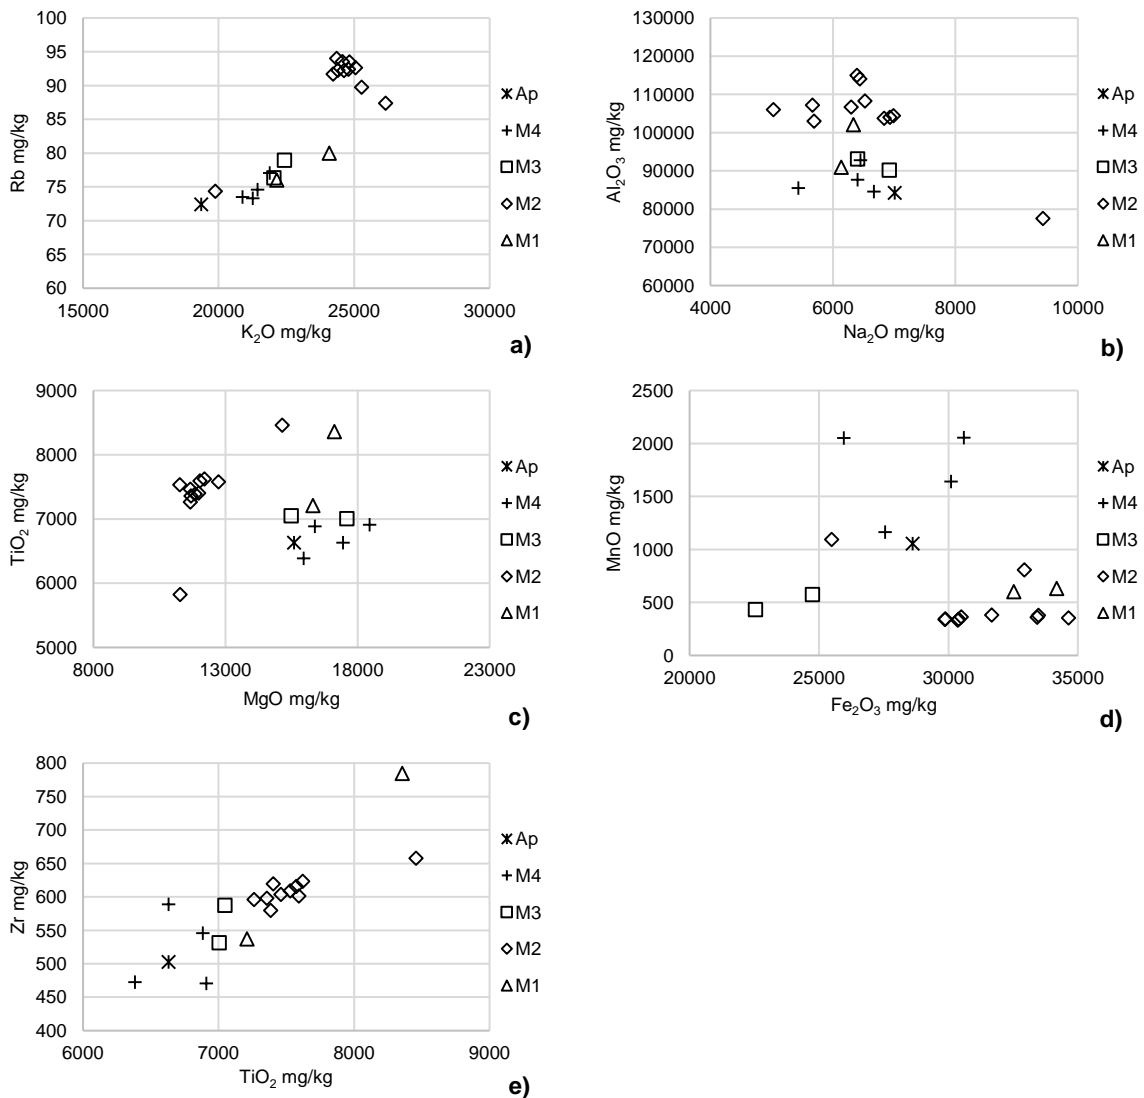 100
95
90
85
80
75
70
65
60
Rb mg/kg
15000 20000 25000 30000
K₂O mg/kg
Ap
M4
M3
M2
M1
a)
130000
120000
110000
100000
90000
80000
70000
60000
Al₂O₃ mg/kg
4000 6000 8000 10000
Na₂O mg/kg
Ap
M4
M3
M2
M1
b)
9000
8000
7000
6000
5000
TiO₂ mg/kg
8000 13000 18000 23000
MgO mg/kg
Ap
M4
M3
M2
M1
c)
2500
2000
1500
1000
500
0
MnO mg/kg
20000 25000 30000 35000
Fe₂O₃ mg/kg
Ap
M4
M3
M2
M1
d)
800
750
700
650
600
550
500
450
400
Zr mg/kg
6000 7000 8000 9000
TiO₂ mg/kg
Ap
M4
M3
M2
M1
e)